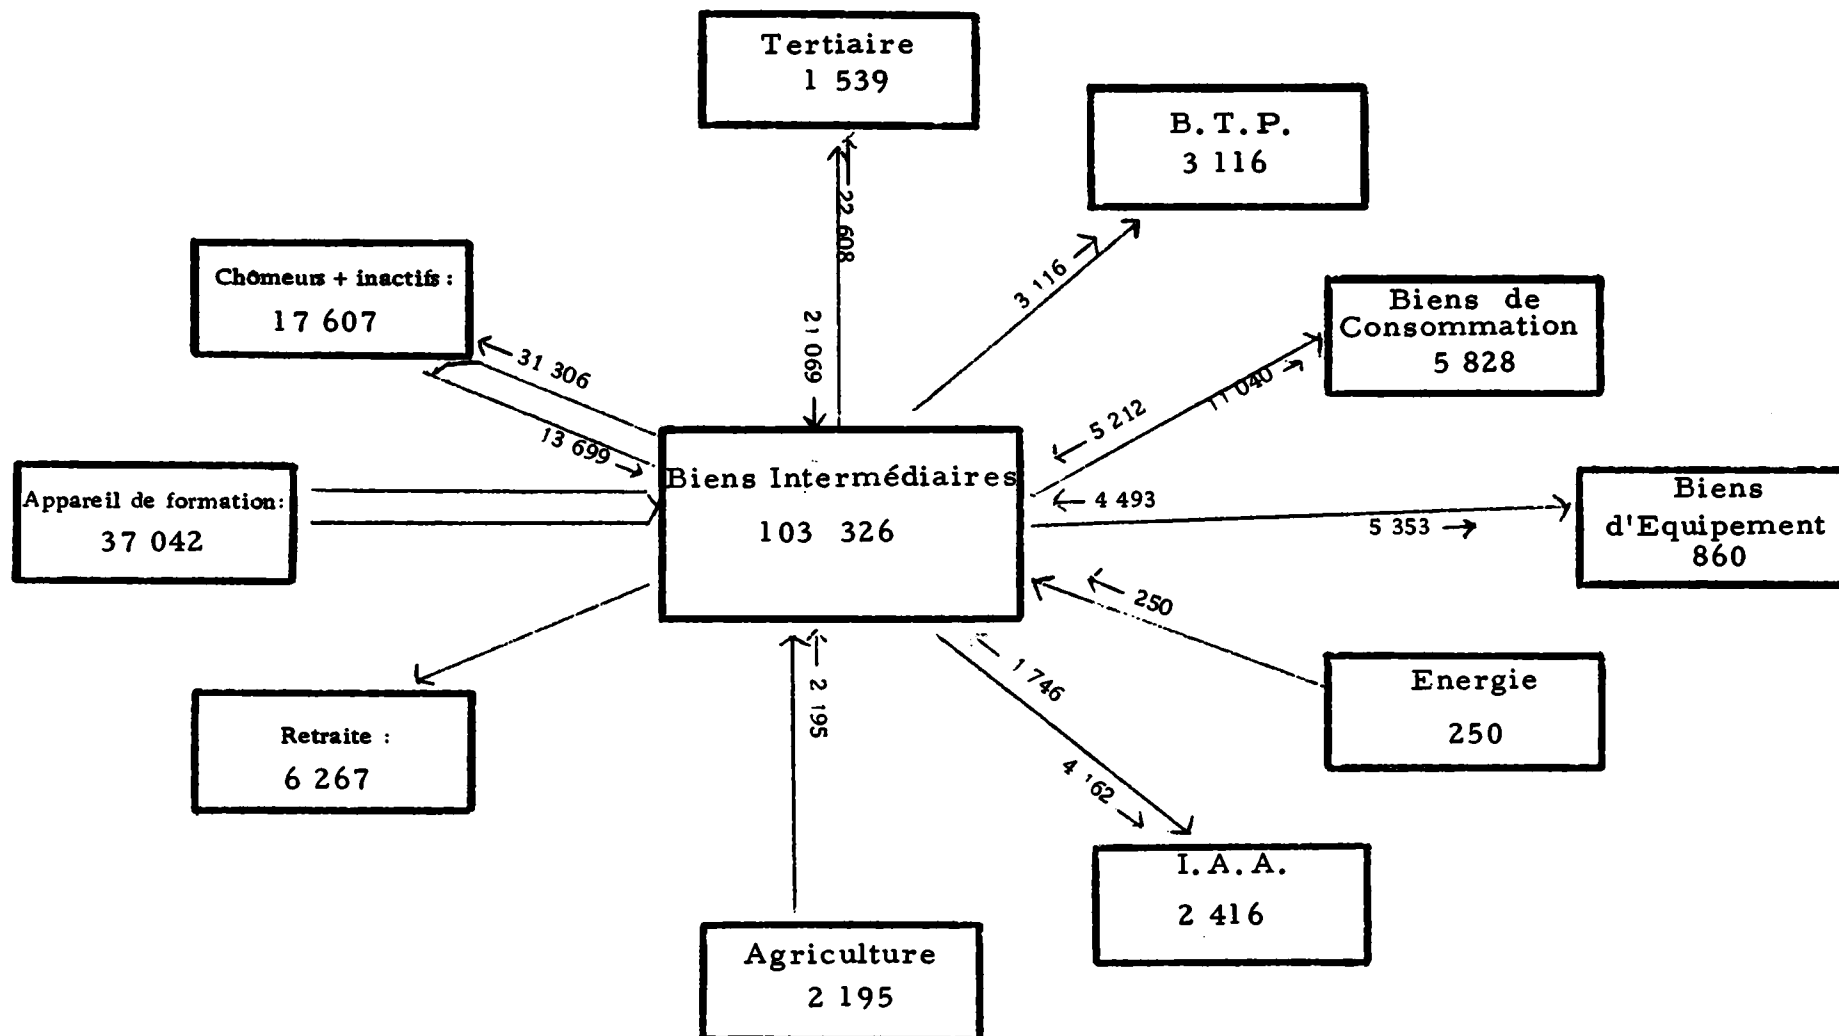 Tertiaire
1 539
B. T. P.
3 116
22 608
21 069
3 116
Chômeurs + inactifs :
17 607
31 306
13 699
Biens de
Consommation
5 828
11 040
5 212
Appareil de formation:
37 042
Biens Intermédiaires
103 326
4 493
5 353
Biens
d'Equipement
860
250
Energie
250
Retraite :
6 267
2 195
1 746
4 162
I. A. A.
2 416
Agriculture
2 195